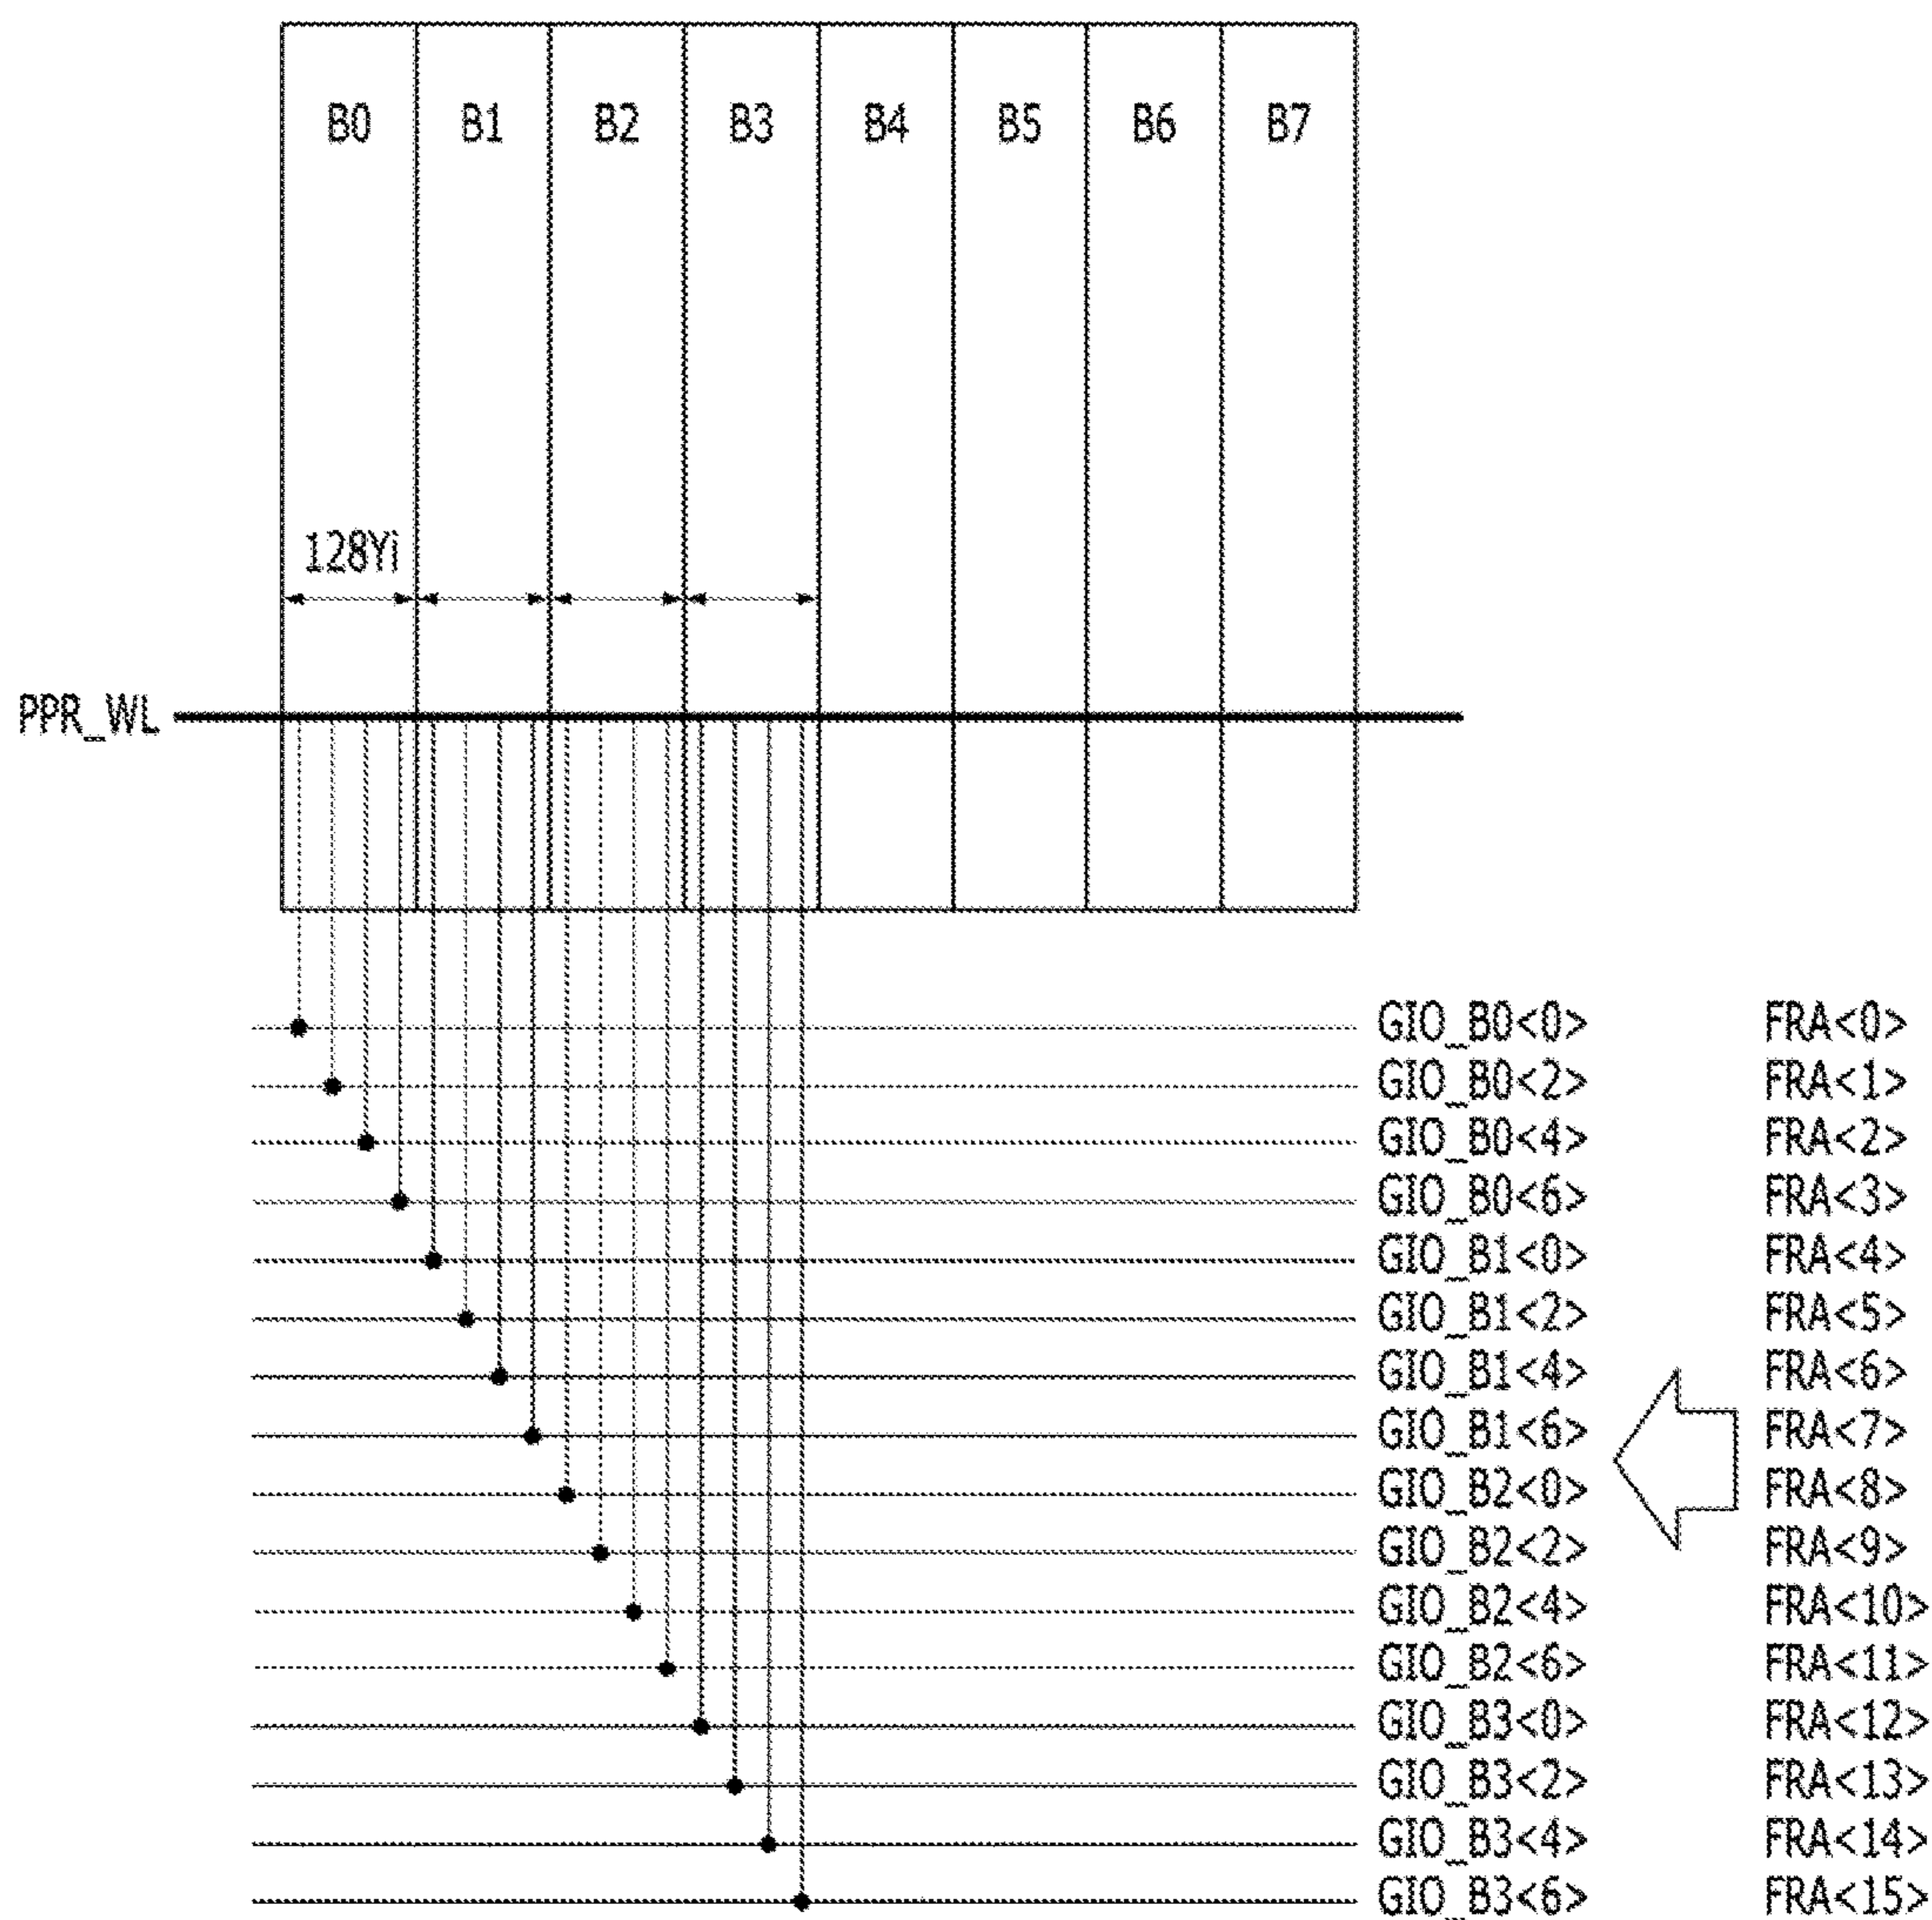 B0 B1 B2 B3 B4 B5 B6 B7
128Yi
PPR_WL
GIO_B0<0> FRA<0>
GIO_B0<2> FRA<1>
GIO_B0<4> FRA<2>
GIO_B0<6> FRA<3>
GIO_B1<0> FRA<4>
GIO_B1<2> FRA<5>
GIO_B1<4> FRA<6>
GIO_B1<6> FRA<7>
GIO_B2<0> FRA<8>
GIO_B2<2> FRA<9>
GIO_B2<4> FRA<10>
GIO_B2<6> FRA<11>
GIO_B3<0> FRA<12>
GIO_B3<2> FRA<13>
GIO_B3<4> FRA<14>
GIO_B3<6> FRA<15>